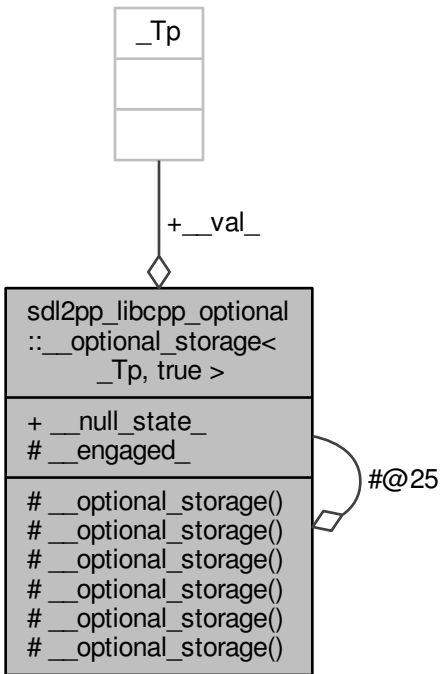 _Tp
+__val_
sdl2pp_libcpp_optional
::__optional_storage<
_Tp, true >
+ __null_state_
# __engaged_
#@25
# __optional_storage()
# __optional_storage()
# __optional_storage()
# __optional_storage()
# __optional_storage()
# __optional_storage()